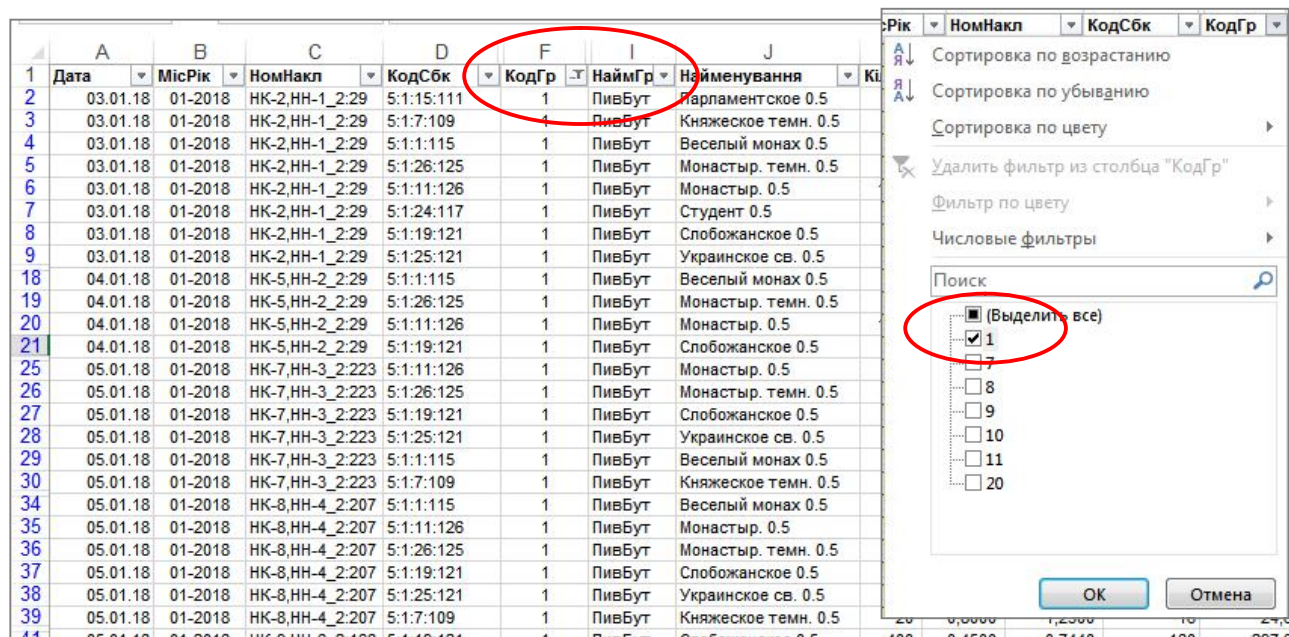 A B C D F I J
1 Дата МісРік НомНакл КодСбк КодГр НаймГр Найменування
2 03.01.18 01-2018 НК-2,НН-1_2:29 5:1:15:111 1 ПивБут Парламентское 0.5
3 03.01.18 01-2018 НК-2,НН-1_2:29 5:1:7:109 1 ПивБут Княжеское темн. 0.5
4 03.01.18 01-2018 НК-2,НН-1_2:29 5:1:1:115 1 ПивБут Веселый монах 0.5
5 03.01.18 01-2018 НК-2,НН-1_2:29 5:1:26:125 1 ПивБут Монастыр. темн. 0.5
6 03.01.18 01-2018 НК-2,НН-1_2:29 5:1:11:126 1 ПивБут Монастыр. 0.5
7 03.01.18 01-2018 НК-2,НН-1_2:29 5:1:24:117 1 ПивБут Студент 0.5
8 03.01.18 01-2018 НК-2,НН-1_2:29 5:1:19:121 1 ПивБут Слобожанское 0.5
9 03.01.18 01-2018 НК-2,НН-1_2:29 5:1:25:121 1 ПивБут Украинское св. 0.5
18 04.01.18 01-2018 НК-5,НН-2_2:29 5:1:1:115 1 ПивБут Веселый монах 0.5
19 04.01.18 01-2018 НК-5,НН-2_2:29 5:1:26:125 1 ПивБут Монастыр. темн. 0.5
20 04.01.18 01-2018 НК-5,НН-2_2:29 5:1:11:126 1 ПивБут Монастыр. 0.5
21 04.01.18 01-2018 НК-5,НН-2_2:29 5:1:19:121 1 ПивБут Слобожанское 0.5
25 05.01.18 01-2018 НК-7,НН-3_2:223 5:1:11:126 1 ПивБут Монастыр. 0.5
26 05.01.18 01-2018 НК-7,НН-3_2:223 5:1:26:125 1 ПивБут Монастыр. темн. 0.5
27 05.01.18 01-2018 НК-7,НН-3_2:223 5:1:19:121 1 ПивБут Слобожанское 0.5
28 05.01.18 01-2018 НК-7,НН-3_2:223 5:1:25:121 1 ПивБут Украинское св. 0.5
29 05.01.18 01-2018 НК-7,НН-3_2:223 5:1:1:115 1 ПивБут Веселый монах 0.5
30 05.01.18 01-2018 НК-7,НН-3_2:223 5:1:7:109 1 ПивБут Княжеское темн. 0.5
34 05.01.18 01-2018 НК-8,НН-4_2:207 5:1:1:115 1 ПивБут Веселый монах 0.5
35 05.01.18 01-2018 НК-8,НН-4_2:207 5:1:11:126 1 ПивБут Монастыр. 0.5
36 05.01.18 01-2018 НК-8,НН-4_2:207 5:1:26:125 1 ПивБут Монастыр. темн. 0.5
37 05.01.18 01-2018 НК-8,НН-4_2:207 5:1:19:121 1 ПивБут Слобожанское 0.5
38 05.01.18 01-2018 НК-8,НН-4_2:207 5:1:25:121 1 ПивБут Украинское св. 0.5
39 05.01.18 01-2018 НК-8,НН-4_2:207 5:1:7:109 1 ПивБут Княжеское темн. 0.5
НомНакл КодСбк КодГр
Сортировка по возрастанию
Сортировка по убыванию
Сортировка по цвету
Удалить фильтр из столбца "КодГр"
Фильтр по цвету
Числовые фильтры
Поиск
(Выделить все)
1
7
8
9
10
11
20
ОК Отмена